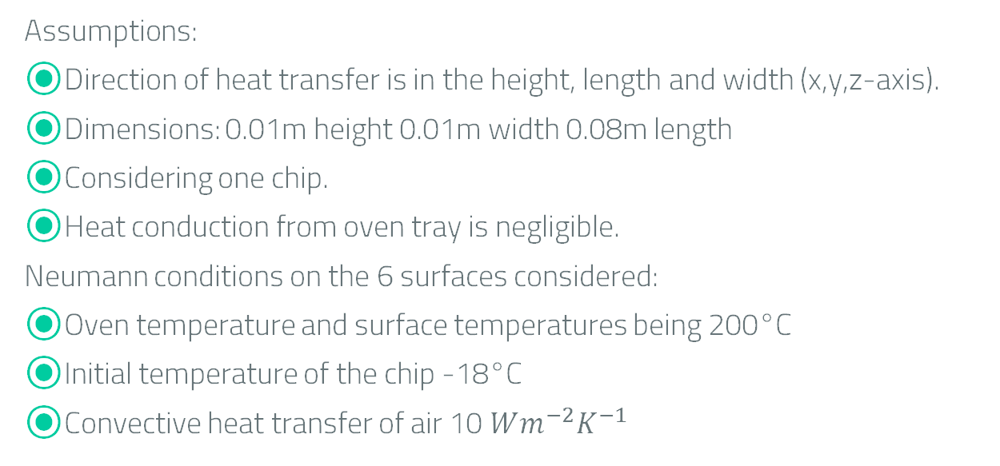 Assumptions:
Direction of heat transfer is in the height, length and width (x,y,z-axis).
Dimensions: 0.01m height 0.01m width 0.08m length
Considering one chip.
Heat conduction from oven tray is negligible.
Neumann conditions on the 6 surfaces considered:
Oven temperature and surface temperatures being 200°C
Initial temperature of the chip -18°C
Convective heat transfer of air 10 Wm⁻²K⁻¹